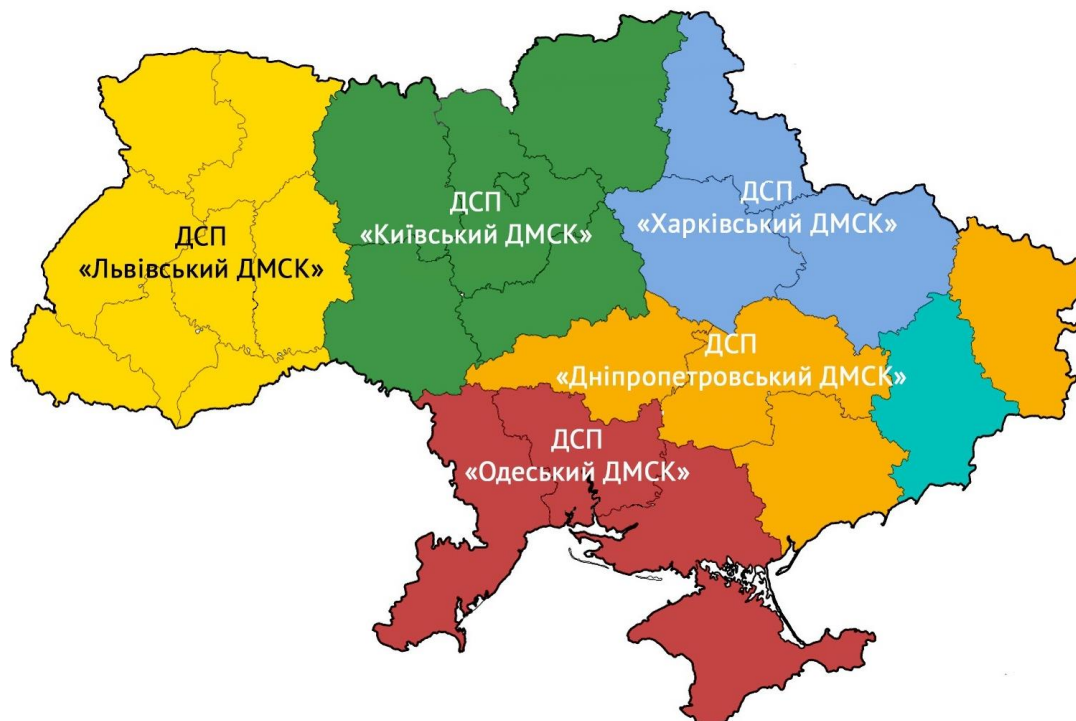 ДСП
«Львівський ДМСК»
ДСП
«Київський ДМСК»
ДСП
«Харківський ДМСК»
ДСП
«Дніпропетровський ДМСК»
ДСП
«Одеський ДМСК»